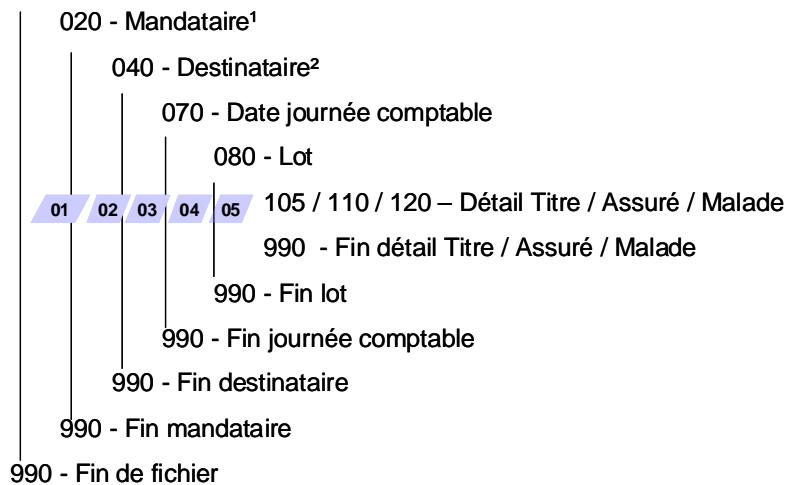 020 - Mandataire¹
040 - Destinataire²
070 - Date journée comptable
080 - Lot
01 02 03 04 05 105 / 110 / 120 – Détail Titre / Assuré / Malade
990 - Fin détail Titre / Assuré / Malade
990 - Fin lot
990 - Fin journée comptable
990 - Fin destinataire
990 - Fin mandataire
990 - Fin de fichier